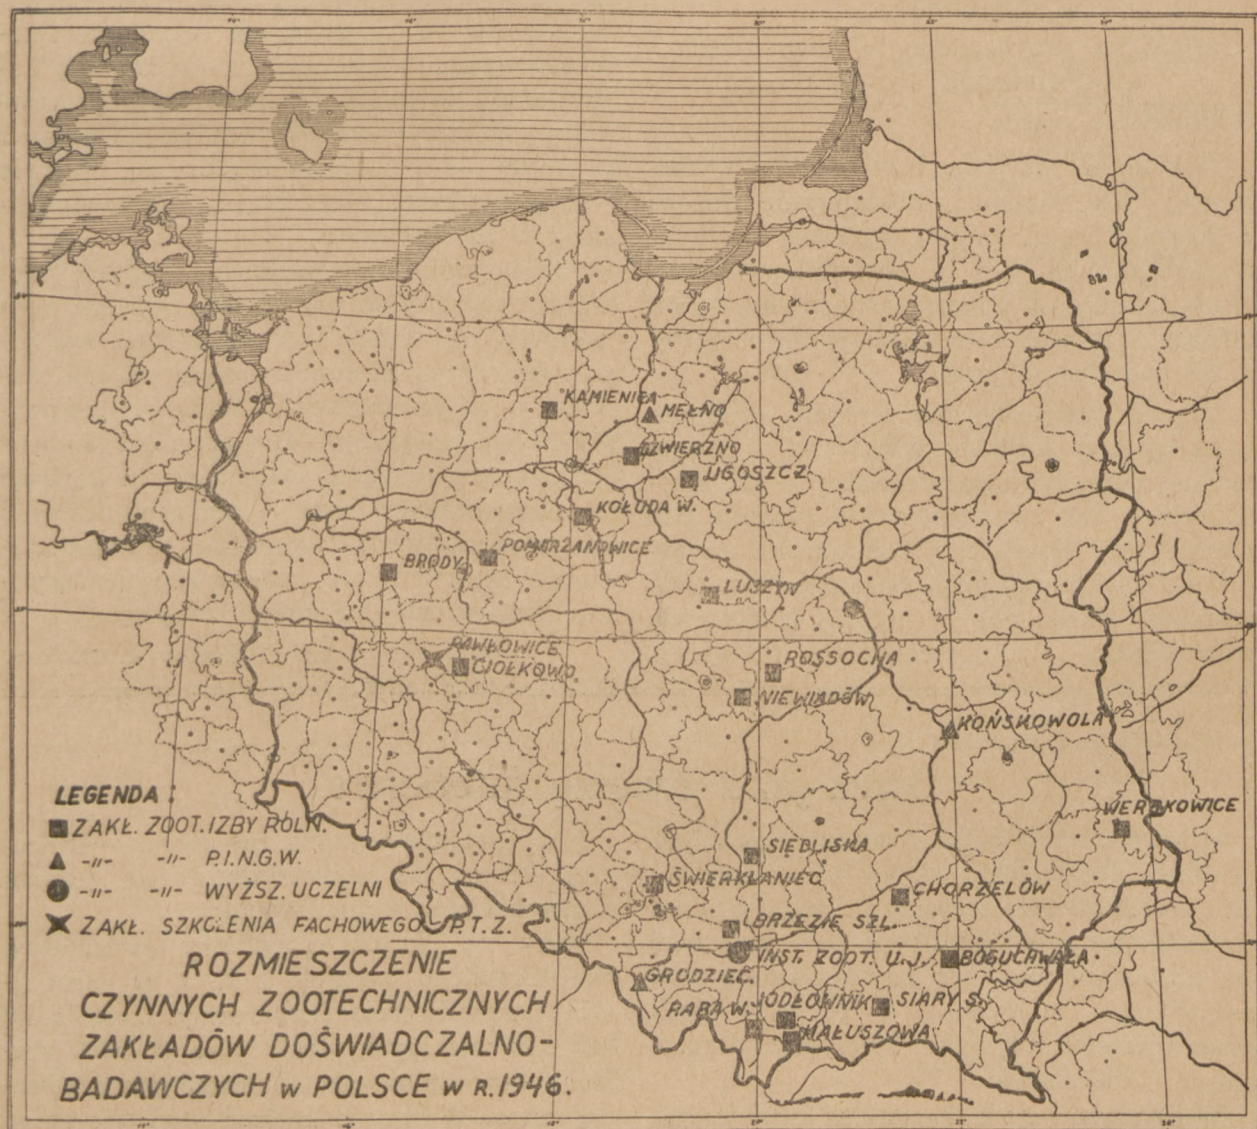 KAMIENICA
MEŁNO
CZWIERZNO
UGOSZCZ
KOŁUDA W.
POMARZANOWICE
BRODY
LUSZYN
PAWŁOWICE
CIOŁKOWO
ROSSOCHA
NIEWIADÓW
KOŃSKOWOLA
WERBKOWICE
SIEBLISKA
ŚWIERKLANIEC
CHORZELÓW
BRZEZIE SZL.
INST. ZOOT. U.J.
BOGUCHWAŁA
GRODZIEC.
RABA W.
JODŁOWNIK
SIARY S.
HAŁUSZOWA
LEGENDA:
ZAKŁ. ZOOT. IZBY ROLN.
-"- -"- P.I.N.G.W.
-"- -"- WYŻSZ. UCZELNI
ZAKŁ. SZKOLENIA FACHOWEGO P.T.Z.
ROZMIESZCZENIE
CZYNNYCH ZOOTECHNICZNYCH
ZAKŁADÓW DOŚWIADCZALNO-
BADAWCZYCH W POLSCE W R. 1946.